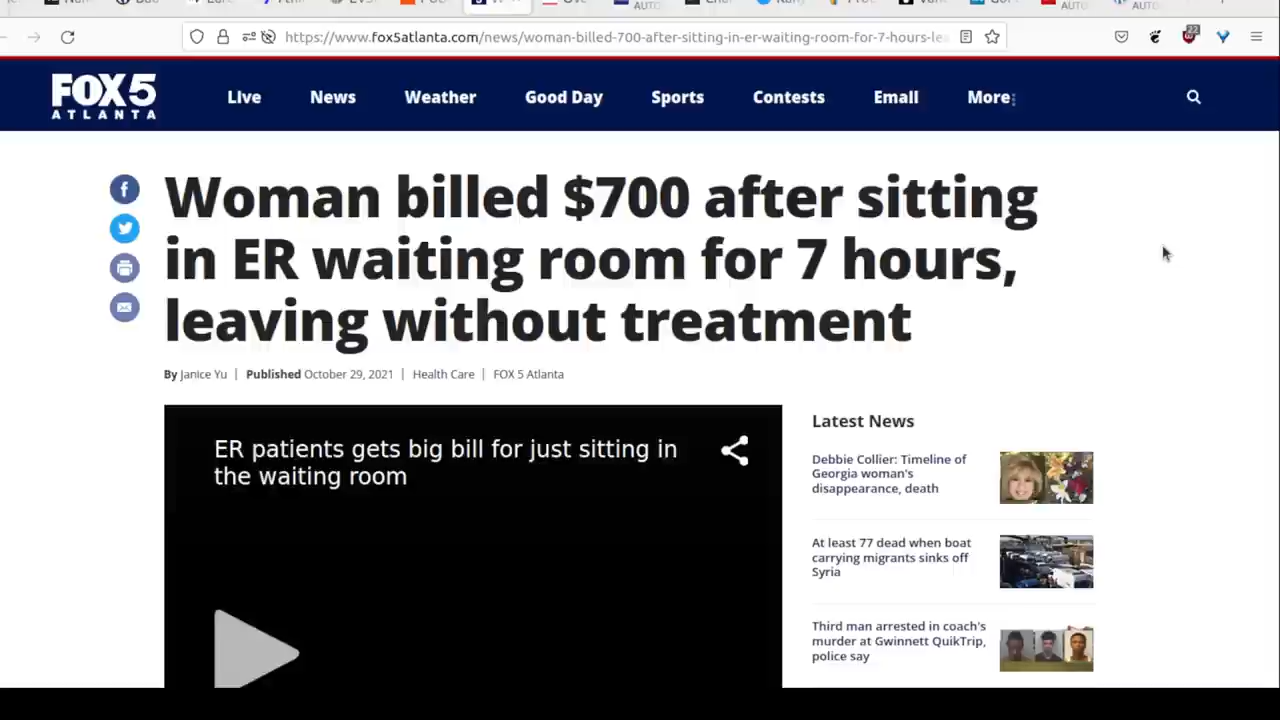 https://www.fox5atlanta.com/news/woman-billed-700-after-sitting-in-er-waiting-room-for-7-hours-lea
22
FOX 5
ATLANTA
Live
News
Weather
Good Day
Sports
Contests
Email
More
Woman billed $700 after sitting
in ER waiting room for 7 hours,
leaving without treatment
By Janice Yu | Published October 29, 2021 | Health Care | FOX 5 Atlanta
ER patients gets big bill for just sitting in
the waiting room
Latest News
Debbie Collier: Timeline of
Georgia woman's
disappearance, death
At least 77 dead when boat
carrying migrants sinks off
Syria
Third man arrested in coach's
murder at Gwinnett QuikTrip,
police say